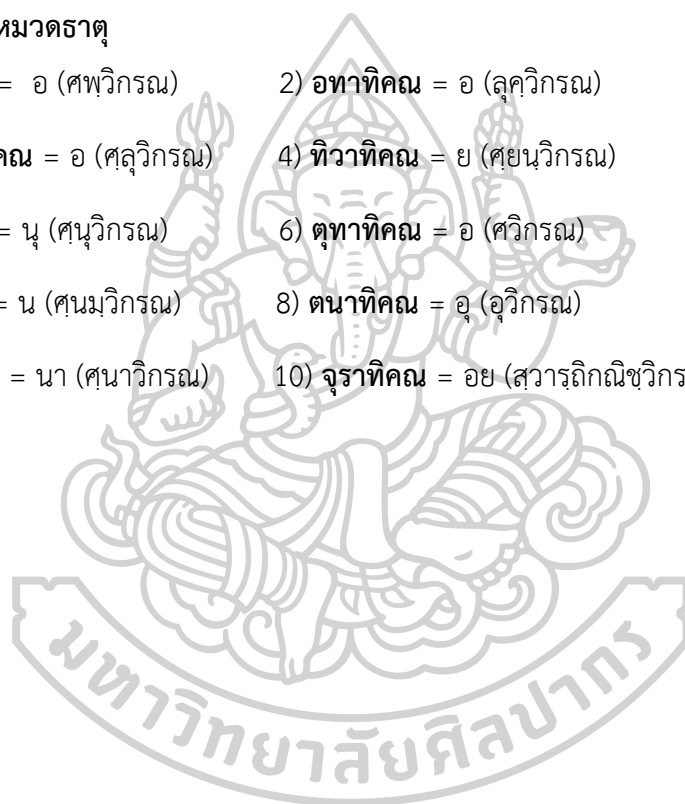 หมวดธาตุ
= อ (ศพฺวิกรณ) 2) อทาทิคณ = อ (ลุคฺวิกรณ)
คณ = อ (ศฺลุวิกรณ) 4) ทิวาทิคณ = ย (ศฺยนฺวิกรณ)
= นุ (ศฺนุวิกรณ) 6) ตุทาทิคณ = อ (ศวิกรณ)
= น (ศฺนมฺวิกรณ) 8) ตนาทิคณ = อุ (อุวิกรณ)
= นา (ศฺนาวิกรณ) 10) จุราทิคณ = อย (สฺวารฺถิกณิชฺวิกร
มหาวิทยาลัยศิลปากร